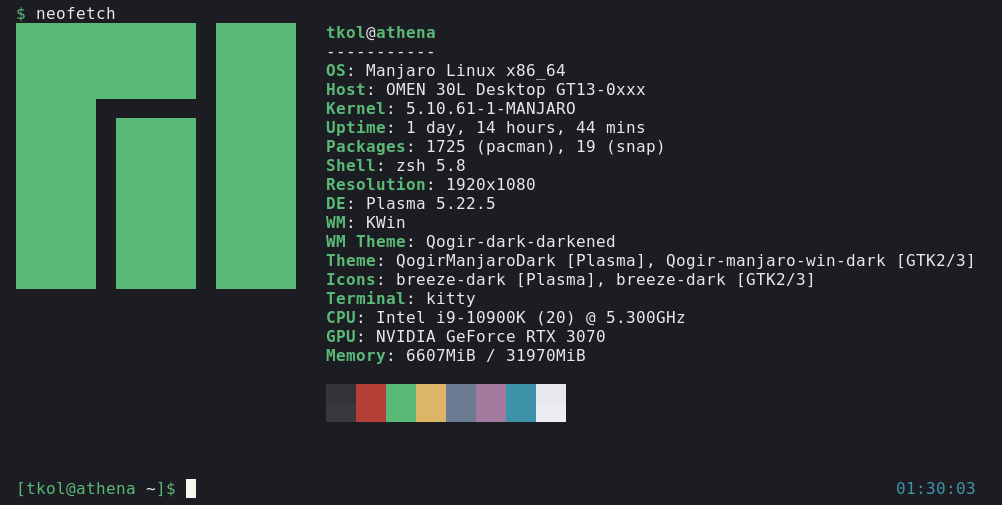 $ neofetch
tkol@athena
-----------
OS: Manjaro Linux x86_64
Host: OMEN 30L Desktop GT13-0xxx
Kernel: 5.10.61-1-MANJARO
Uptime: 1 day, 14 hours, 44 mins
Packages: 1725 (pacman), 19 (snap)
Shell: zsh 5.8
Resolution: 1920x1080
DE: Plasma 5.22.5
WM: KWin
WM Theme: Qogir-dark-darkened
Theme: QogirManjaroDark [Plasma], Qogir-manjaro-win-dark [GTK2/3]
Icons: breeze-dark [Plasma], breeze-dark [GTK2/3]
Terminal: kitty
CPU: Intel i9-10900K (20) @ 5.300GHz
GPU: NVIDIA GeForce RTX 3070
Memory: 6607MiB / 31970MiB
[tkol@athena ~]$ 01:30:03